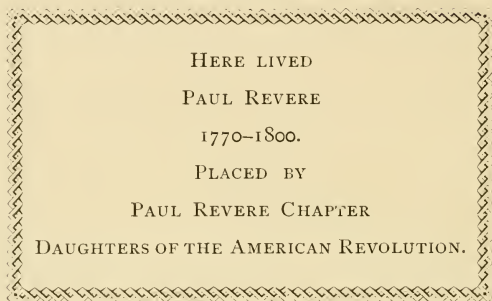 Here lived
Paul Revere
1770–1800.
Placed by
Paul Revere Chapter
Daughters of the American Revolution.